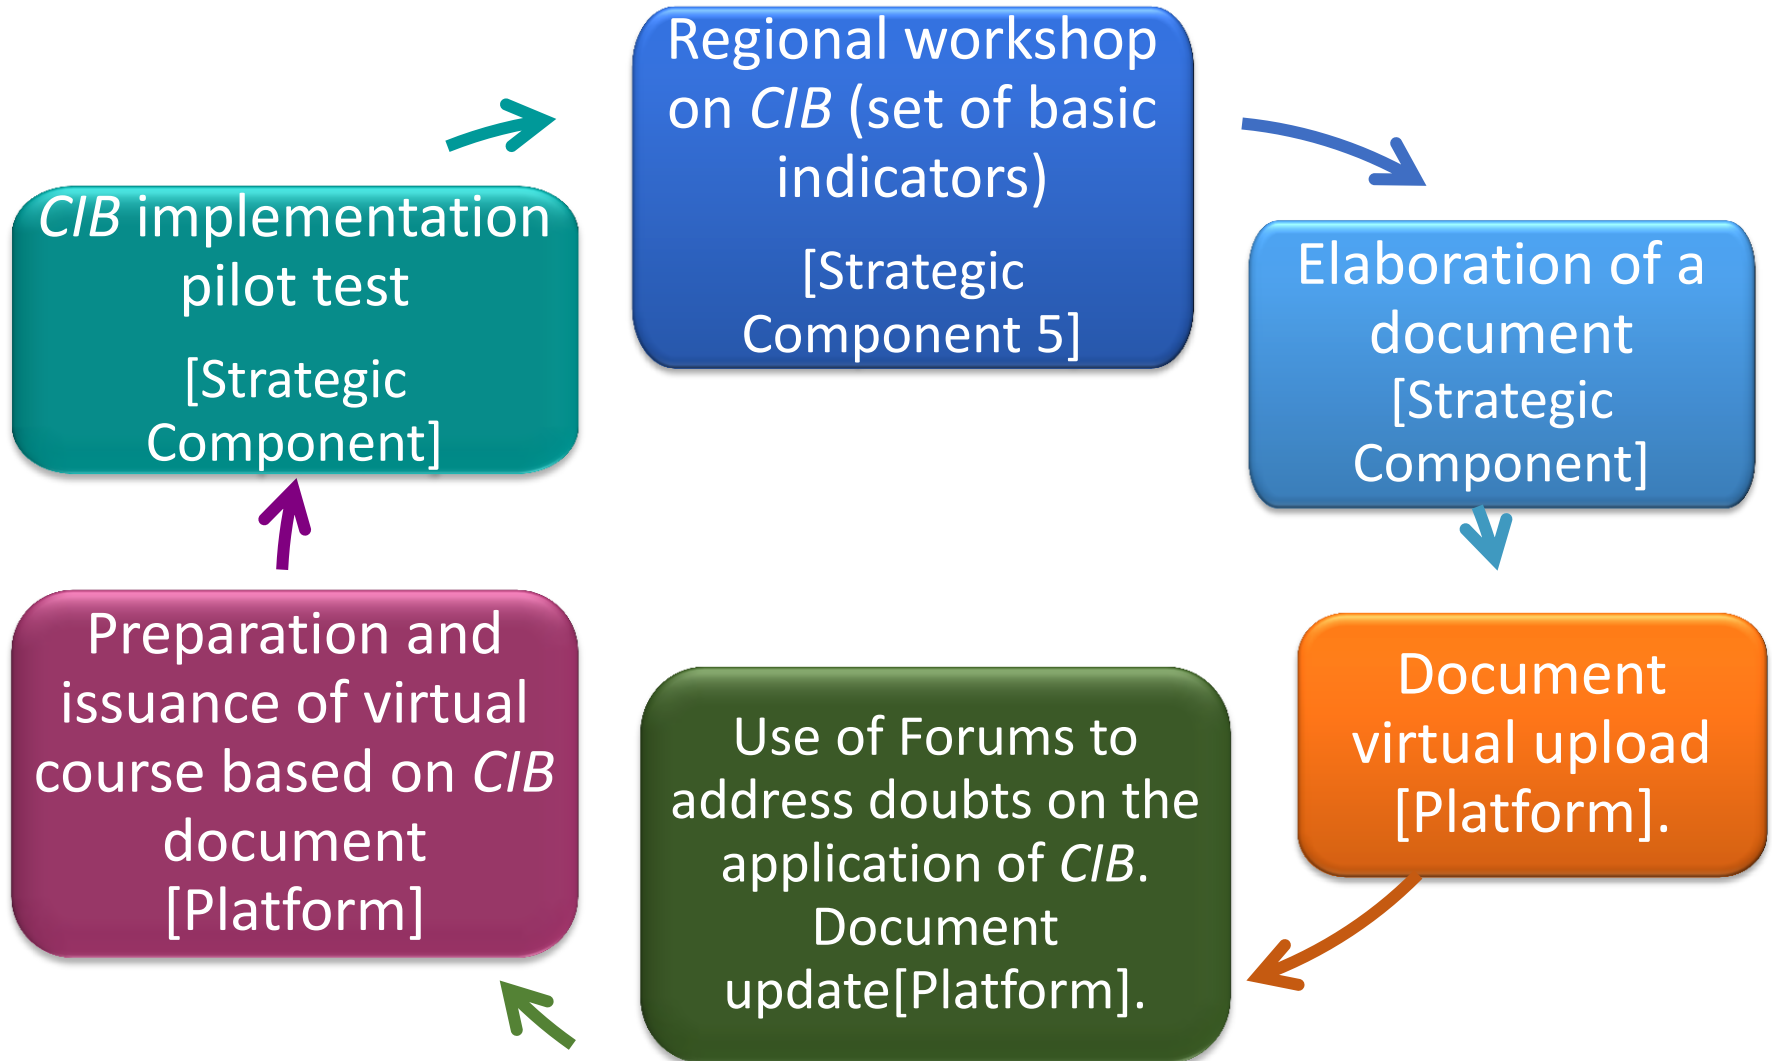 Regional workshop
on CIB (set of basic
indicators)
[Strategic
Component 5]
Elaboration of a
document
[Strategic
Component]
Document
virtual upload
[Platform].
Use of Forums to
address doubts on the
application of CIB.
Document
update[Platform].
Preparation and
issuance of virtual
course based on CIB
document
[Platform]
CIB implementation
pilot test
[Strategic
Component]